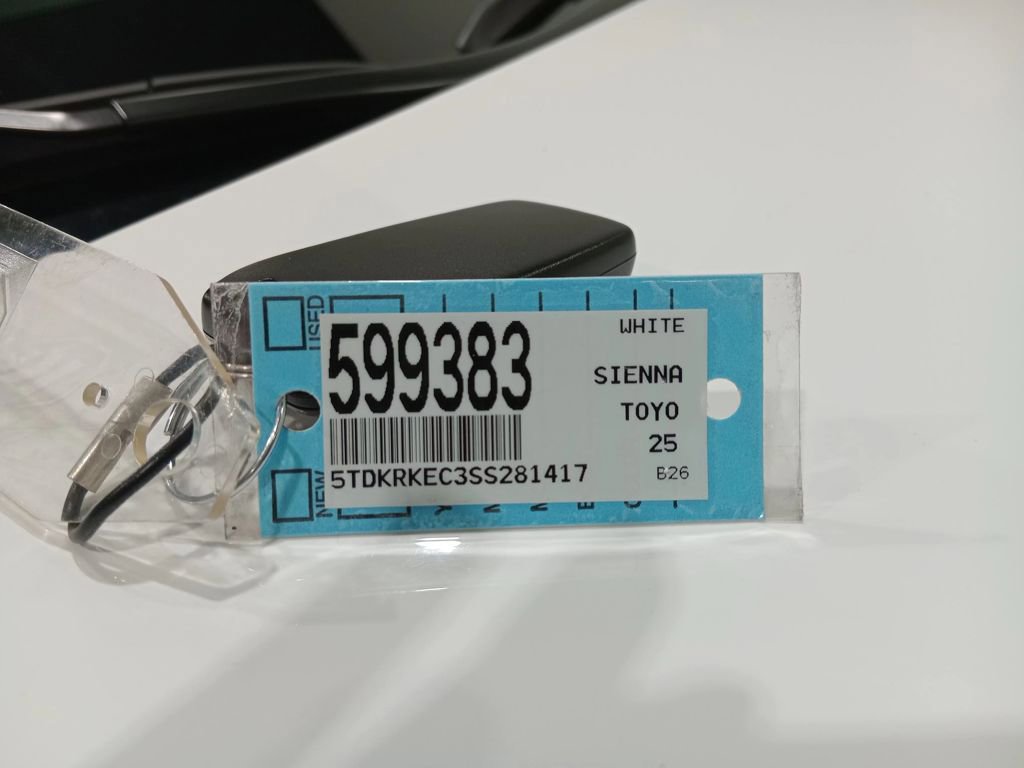 USED
599383
WHITE
SIENNA
TOYO
25
5TDKRKEC3SS281417
B26
NEW